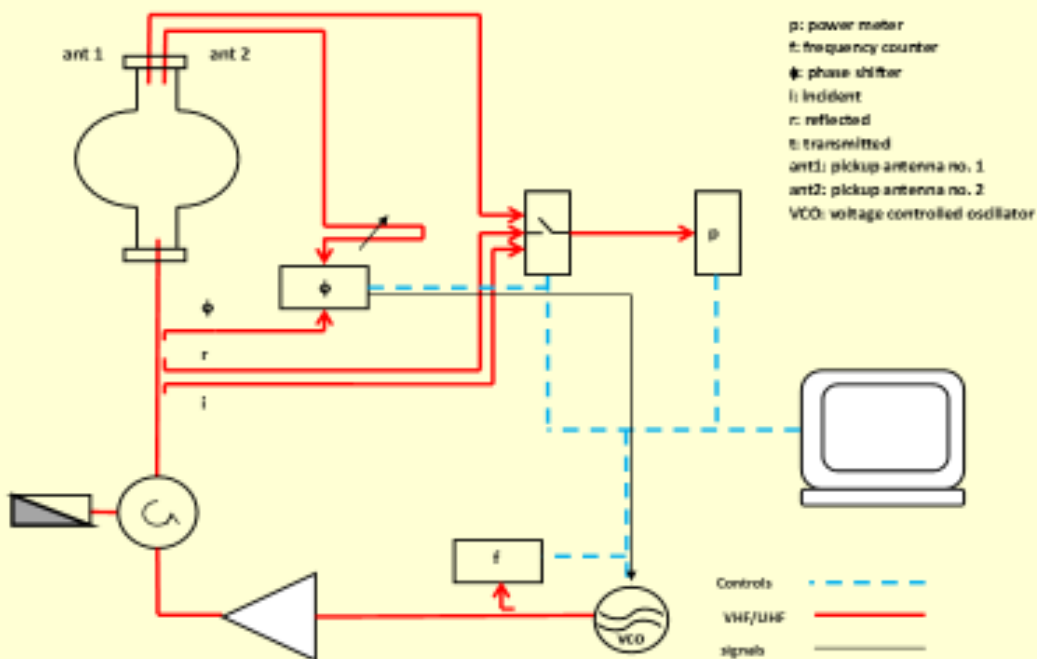 ant 1
ant 2
p: power meter
f: frequency counter
ϕ: phase shifter
i: incident
r: reflected
t: transmitted
ant1: pickup antenna no. 1
ant2: pickup antenna no. 2
VCO: voltage controlled oscillator
p
ϕ
ϕ
r
i
f
VCO
Controls
VHF/UHF
signals